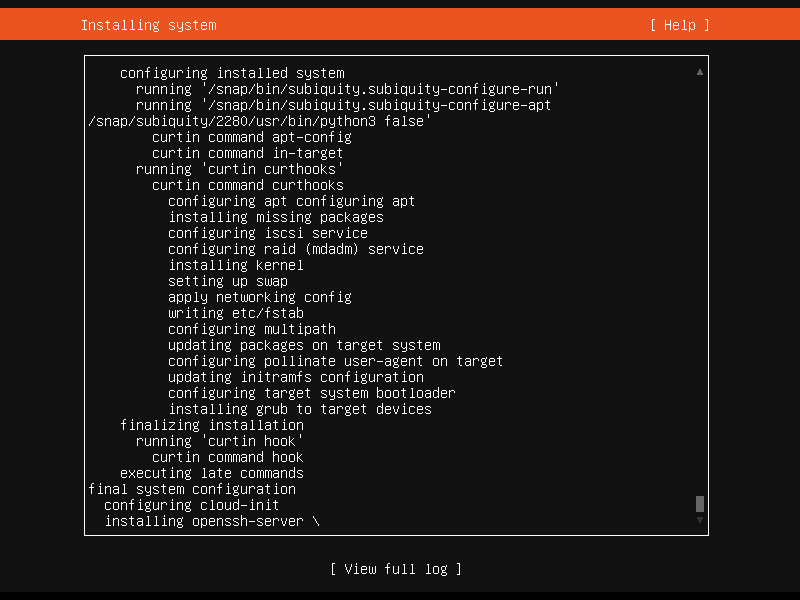 Installing system [ Help ]
configuring installed system
running '/snap/bin/subiquity.subiquity-configure-run'
running '/snap/bin/subiquity.subiquity-configure-apt
/snap/subiquity/2280/usr/bin/python3 false'
curtin command apt-config
curtin command in-target
running 'curtin curthooks'
curtin command curthooks
configuring apt configuring apt
installing missing packages
configuring iscsi service
configuring raid (mdadm) service
installing kernel
setting up swap
apply networking config
writing etc/fstab
configuring multipath
updating packages on target system
configuring pollinate user-agent on target
updating initramfs configuration
configuring target system bootloader
installing grub to target devices
finalizing installation
running 'curtin hook'
curtin command hook
executing late commands
final system configuration
configuring cloud-init
installing openssh-server \
[ View full log ]